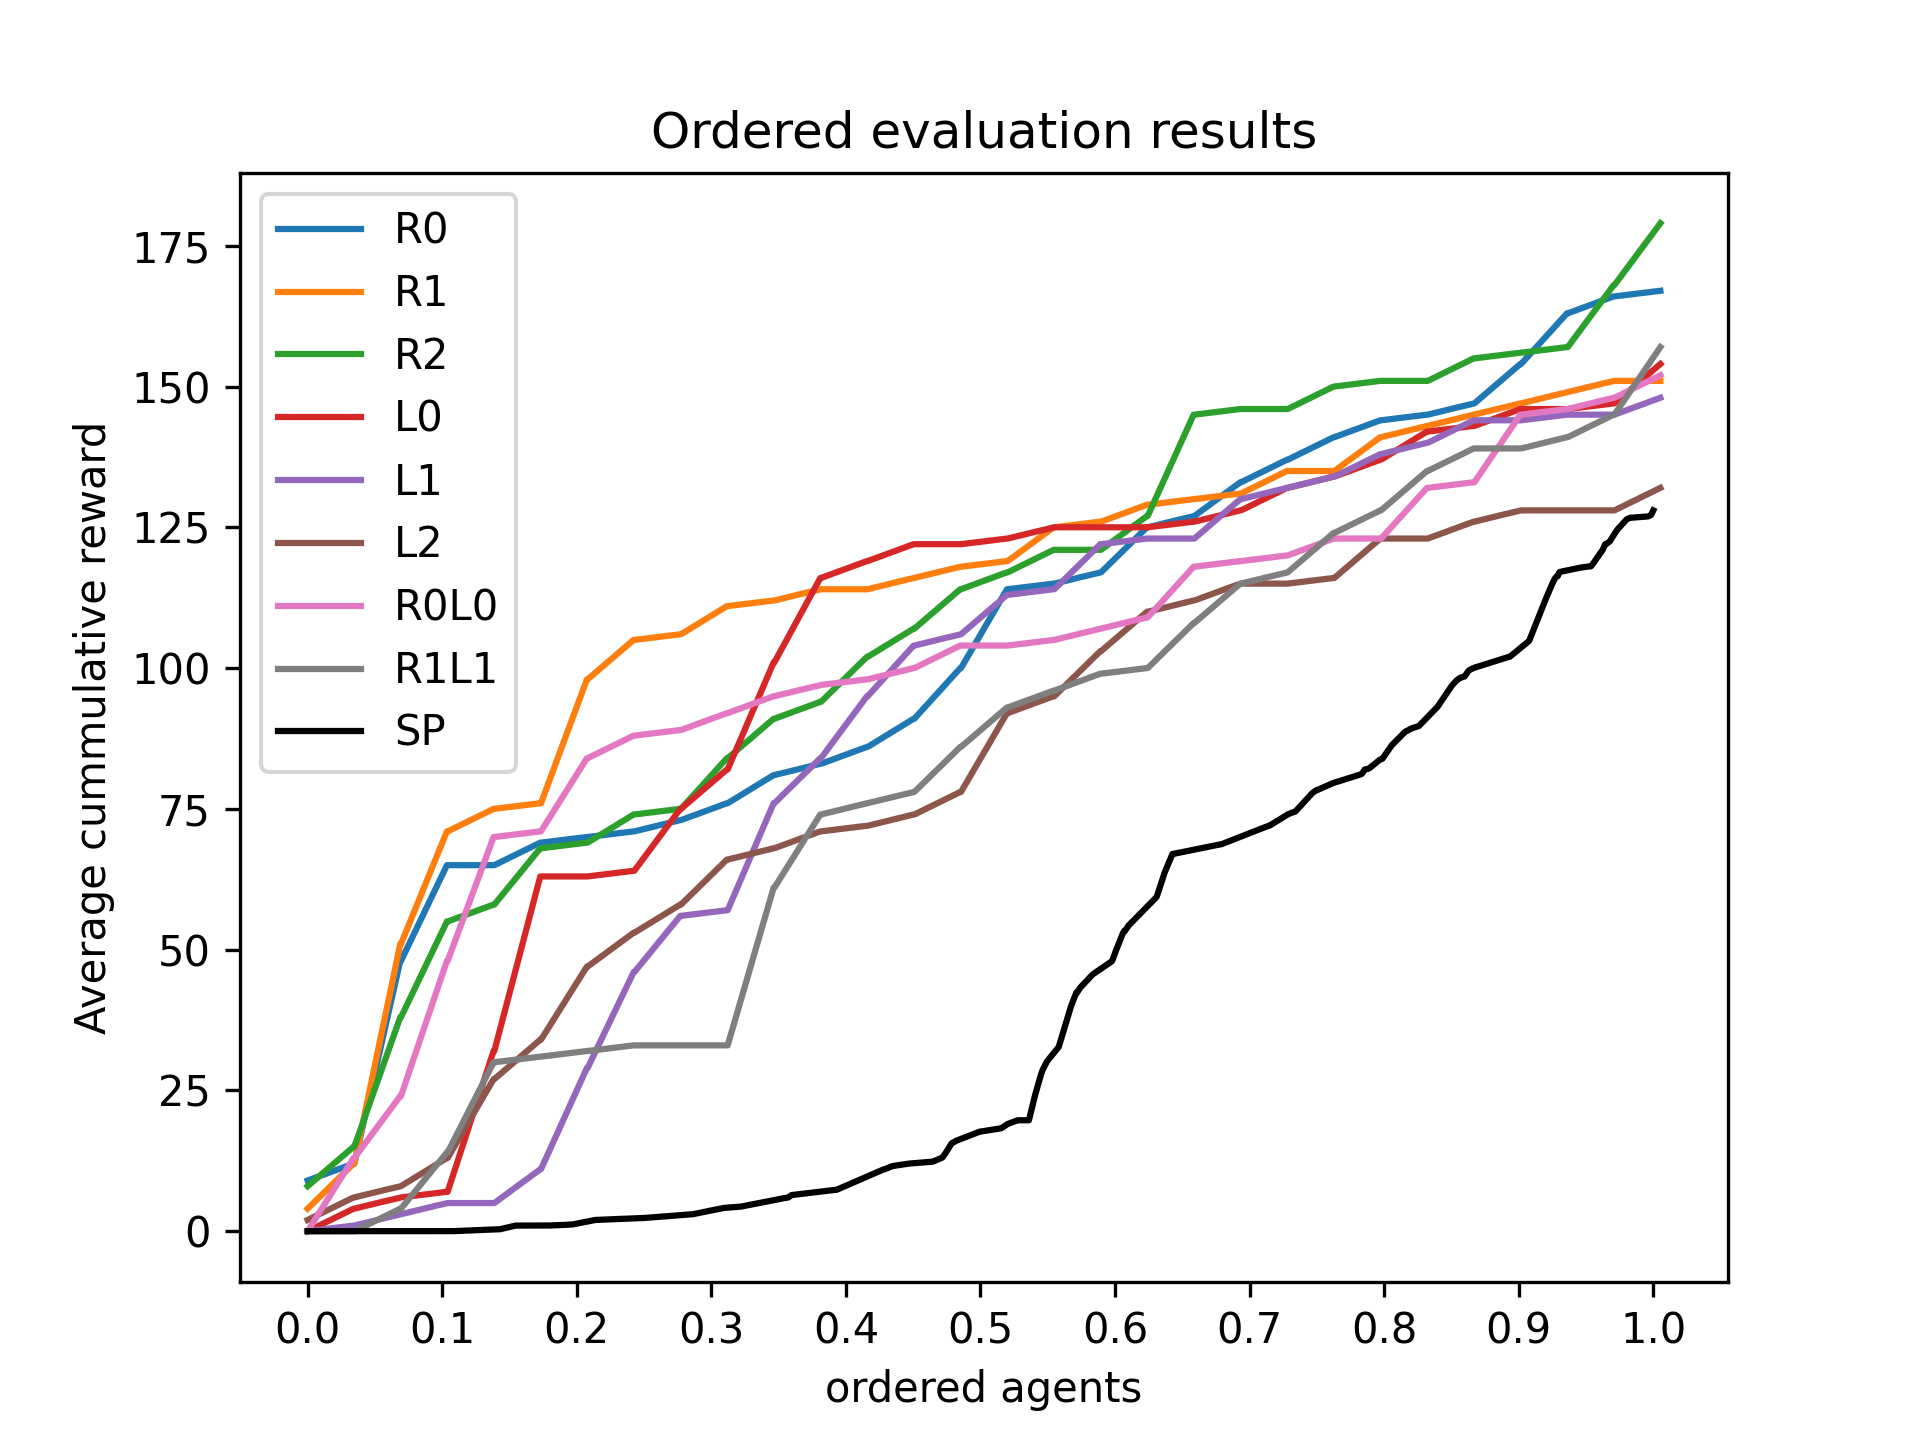 Ordered evaluation results
R0
R1
R2
L0
L1
L2
R0L0
R1L1
SP
Average cummulative reward
175
150
125
100
75
50
25
0
0.0 0.1 0.2 0.3 0.4 0.5 0.6 0.7 0.8 0.9 1.0
ordered agents